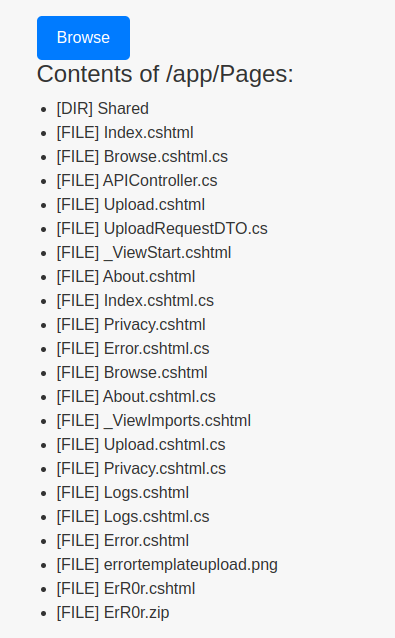 Browse
Contents of /app/Pages:
[DIR] Shared
[FILE] Index.cshtml
[FILE] Browse.cshtml.cs
[FILE] APIController.cs
[FILE] Upload.cshtml
[FILE] UploadRequestDTO.cs
[FILE] _ViewStart.cshtml
[FILE] About.cshtml
[FILE] Index.cshtml.cs
[FILE] Privacy.cshtml
[FILE] Error.cshtml.cs
[FILE] Browse.cshtml
[FILE] About.cshtml.cs
[FILE] _ViewImports.cshtml
[FILE] Upload.cshtml.cs
[FILE] Privacy.cshtml.cs
[FILE] Logs.cshtml
[FILE] Logs.cshtml.cs
[FILE] Error.cshtml
[FILE] errortemplateupload.png
[FILE] ErR0r.cshtml
[FILE] ErR0r.zip